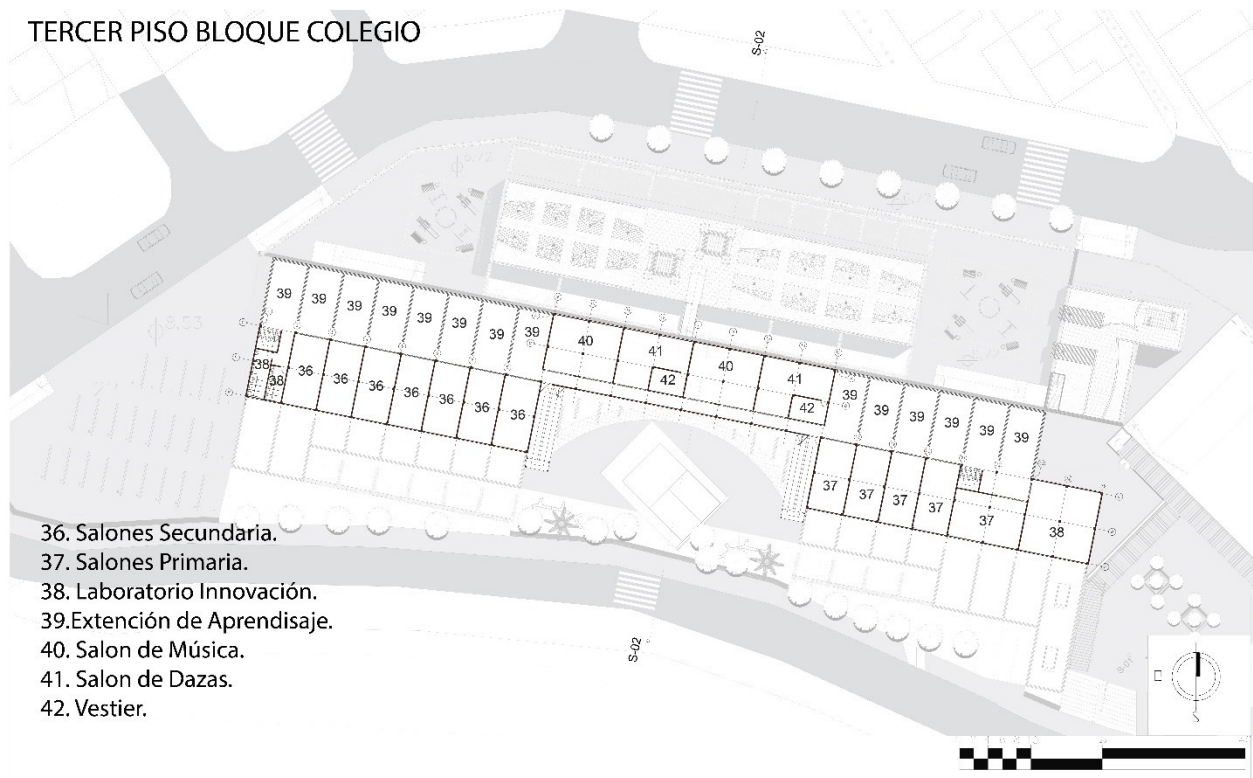 TERCER PISO BLOQUE COLEGIO
S-02
39 39 39 39 39 39 39 39 40 41 40 41
42 42
39 39 39 39 39 39
38 38 36 36 36 36 36 36 36
37 37 37 37 37 38
8,53
36. Salones Secundaria.
37. Salones Primaria.
38. Laboratorio Innovación.
39.Extención de Aprendisaje.
40. Salon de Música.
41. Salon de Dazas.
42. Vestier.
S-02
S-01
S